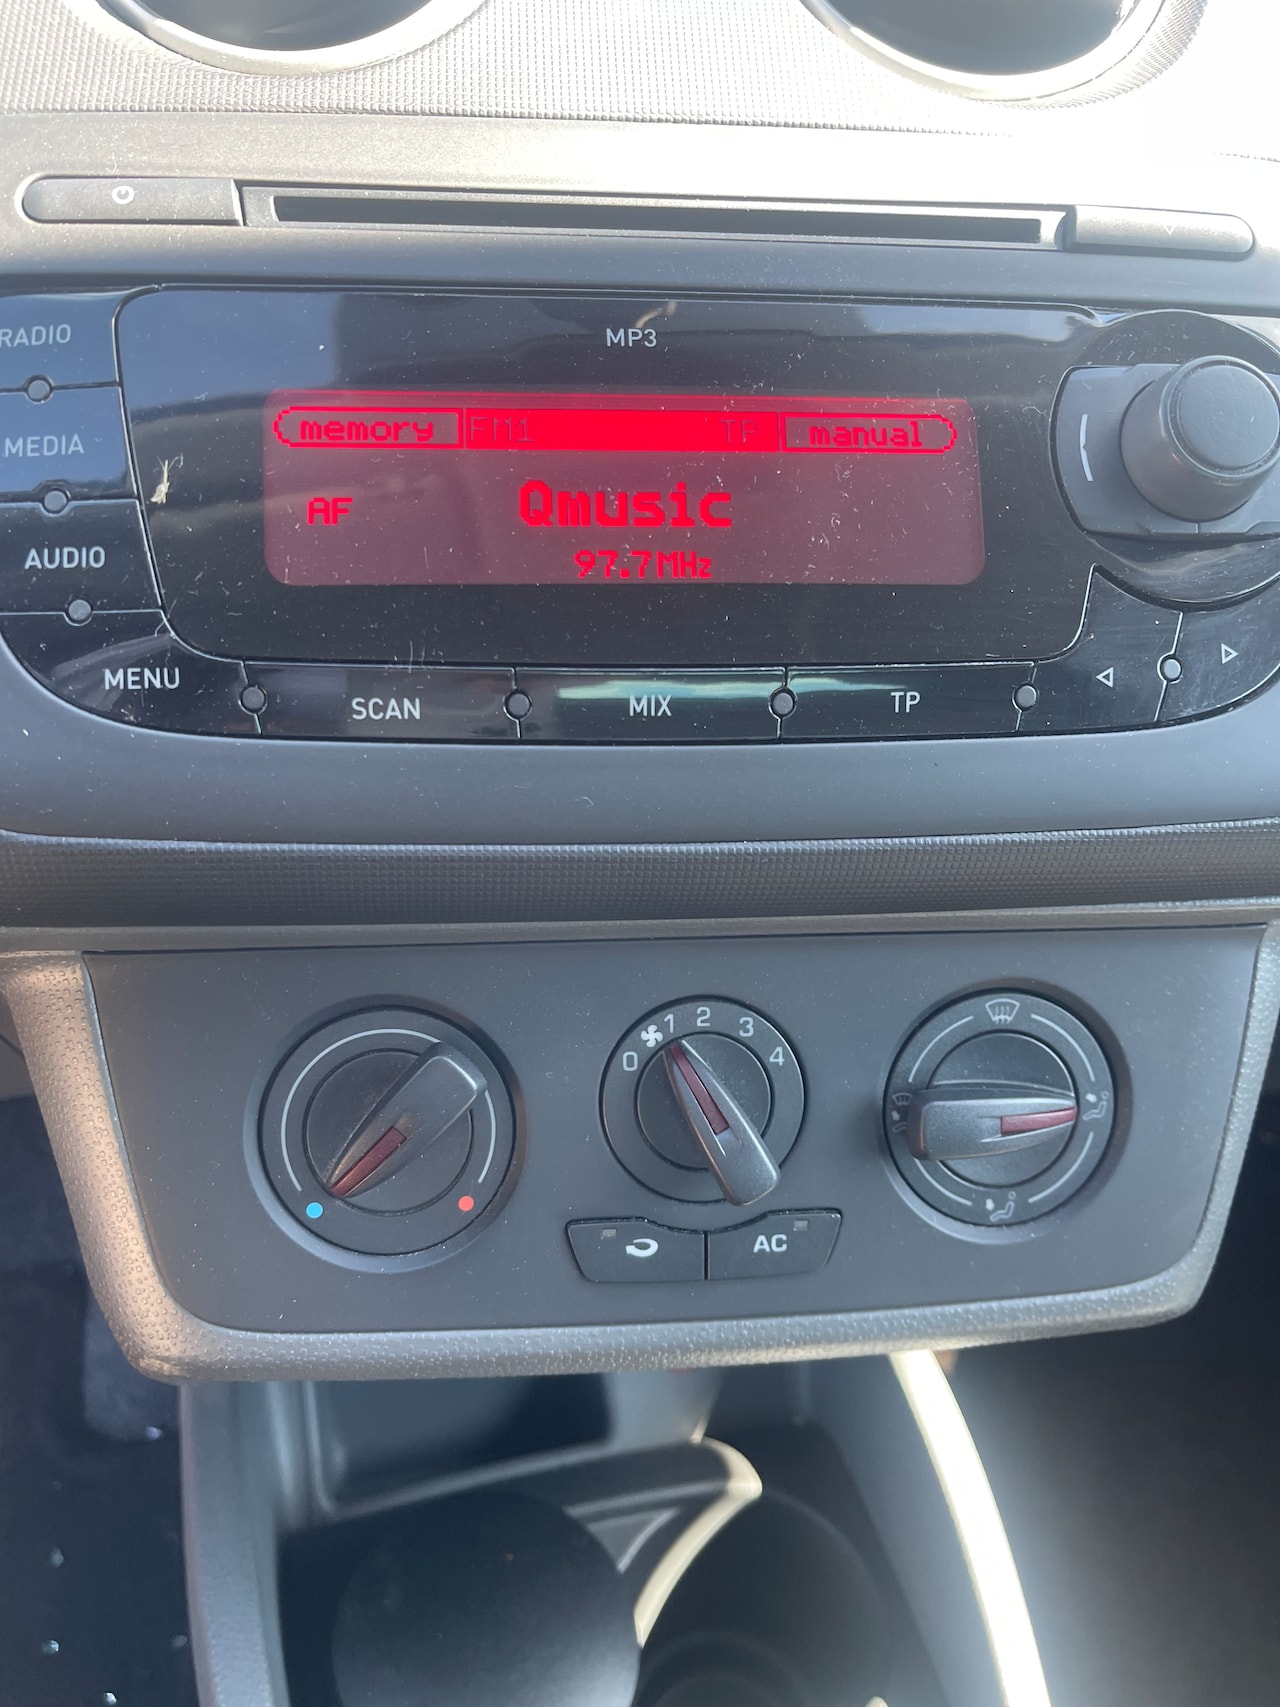 MP3
RADIO
memory FM1 TP manual
MEDIA
AF Qmusic
97.7MHz
AUDIO
MENU
SCAN MIX TP
0 1 2 3 4
AC